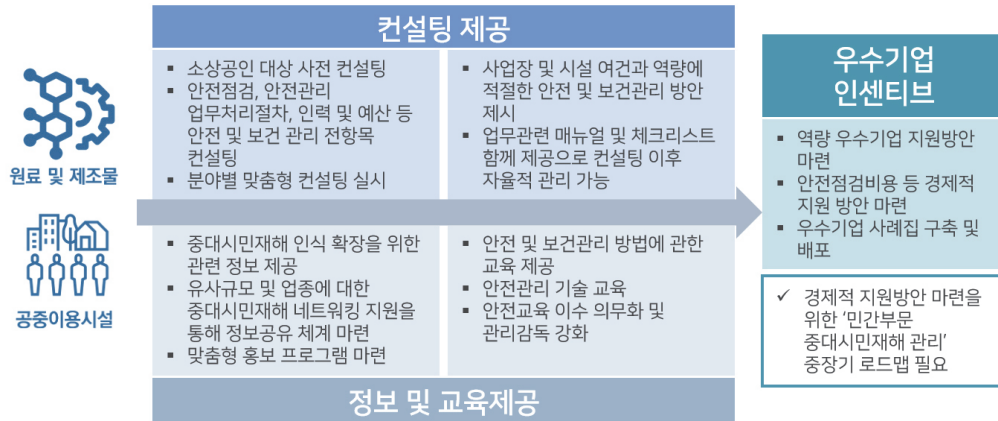 컨설팅 제공
▪ 소상공인 대상 사전 컨설팅
▪ 안전점검, 안전관리
업무처리절차, 인력 및 예산 등
안전 및 보건 관리 전항목
컨설팅
▪ 분야별 맞춤형 컨설팅 실시
▪ 사업장 및 시설 여건과 역량에
적절한 안전 및 보건관리 방안
제시
▪ 업무관련 매뉴얼 및 체크리스트
함께 제공으로 컨설팅 이후
자율적 관리 가능
원료 및 제조물
공중이용시설
▪ 중대시민재해 인식 확장을 위한
관련 정보 제공
▪ 유사규모 및 업종에 대한
중대시민재해 네트워킹 지원을
통해 정보공유 체계 마련
▪ 맞춤형 홍보 프로그램 마련
▪ 안전 및 보건관리 방법에 관한
교육 제공
▪ 안전관리 기술 교육
▪ 안전교육 이수 의무화 및
관리감독 강화
정보 및 교육제공
우수기업
인센티브
▪ 역량 우수기업 지원방안
마련
▪ 안전점검비용 등 경제적
지원 방안 마련
▪ 우수기업 사례집 구축 및
배포
✓ 경제적 지원방안 마련을
위한 ‘민간부문
중대시민재해 관리’
중장기 로드맵 필요